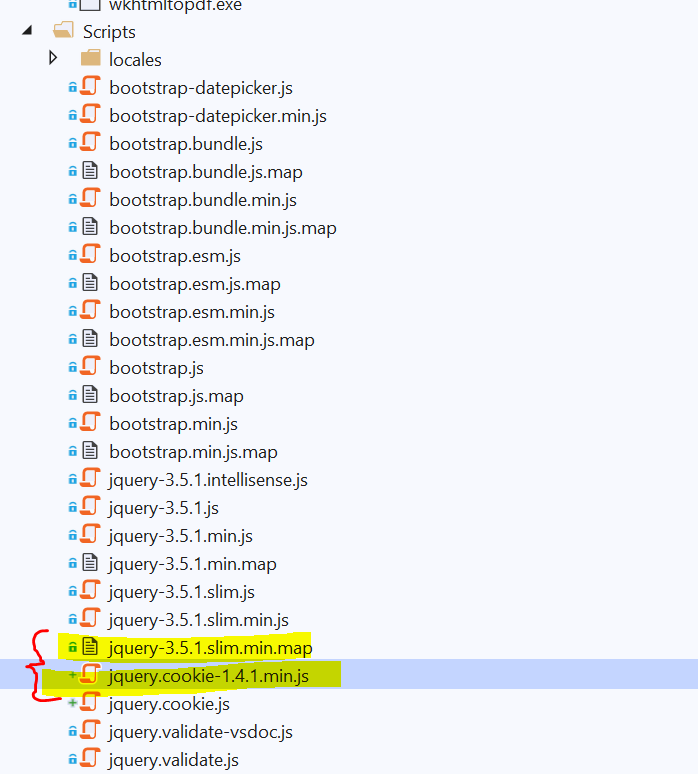 wkhtmltopdf.exe
Scripts
locales
bootstrap-datepicker.js
bootstrap-datepicker.min.js
bootstrap.bundle.js
bootstrap.bundle.js.map
bootstrap.bundle.min.js
bootstrap.bundle.min.js.map
bootstrap.esm.js
bootstrap.esm.js.map
bootstrap.esm.min.js
bootstrap.esm.min.js.map
bootstrap.js
bootstrap.js.map
bootstrap.min.js
bootstrap.min.js.map
jquery-3.5.1.intellisense.js
jquery-3.5.1.js
jquery-3.5.1.min.js
jquery-3.5.1.min.map
jquery-3.5.1.slim.js
jquery-3.5.1.slim.min.js
jquery-3.5.1.slim.min.map
jquery.cookie-1.4.1.min.js
jquery.cookie.js
jquery.validate-vsdoc.js
jquery.validate.js